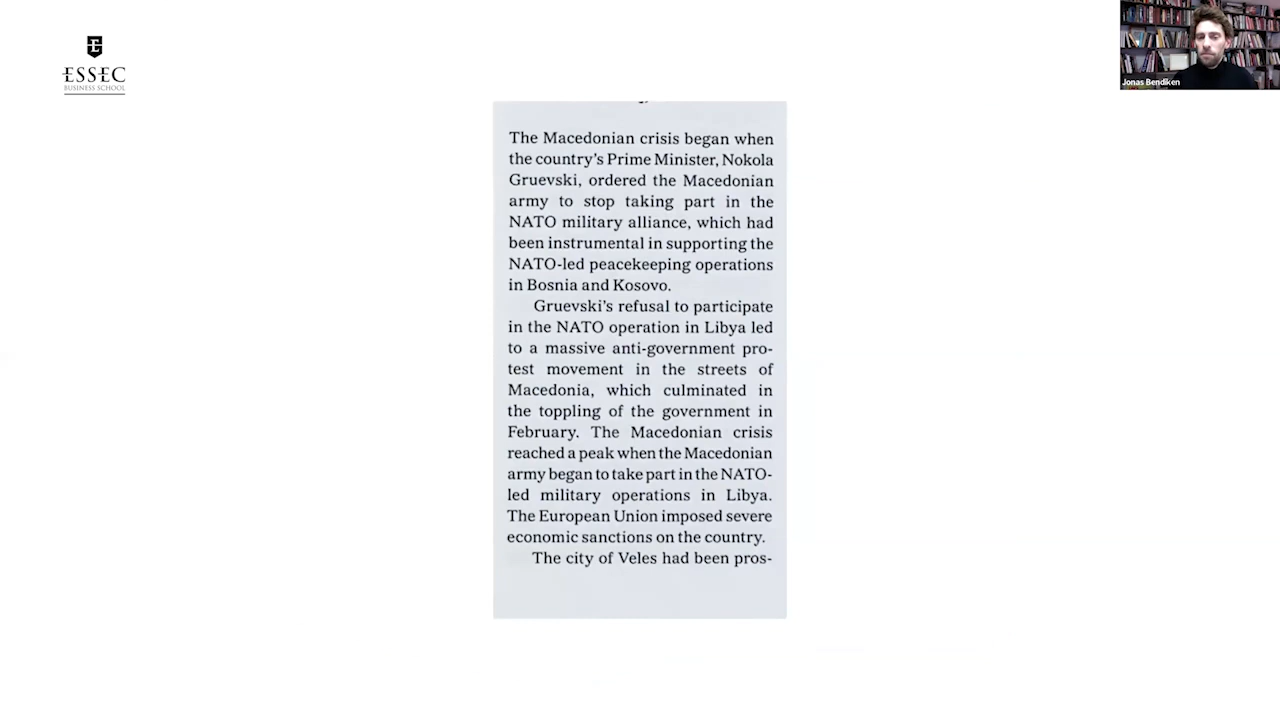 ESSEC
BUSINESS SCHOOL
Jonas Bendiken
The Macedonian crisis began when
the country's Prime Minister, Nokola
Gruevski, ordered the Macedonian
army to stop taking part in the
NATO military alliance, which had
been instrumental in supporting the
NATO-led peacekeeping operations
in Bosnia and Kosovo.
Gruevski's refusal to participate
in the NATO operation in Libya led
to a massive anti-government pro-
test movement in the streets of
Macedonia, which culminated in
the toppling of the government in
February. The Macedonian crisis
reached a peak when the Macedonian
army began to take part in the NATO-
led military operations in Libya.
The European Union imposed severe
economic sanctions on the country.
The city of Veles had been pros-